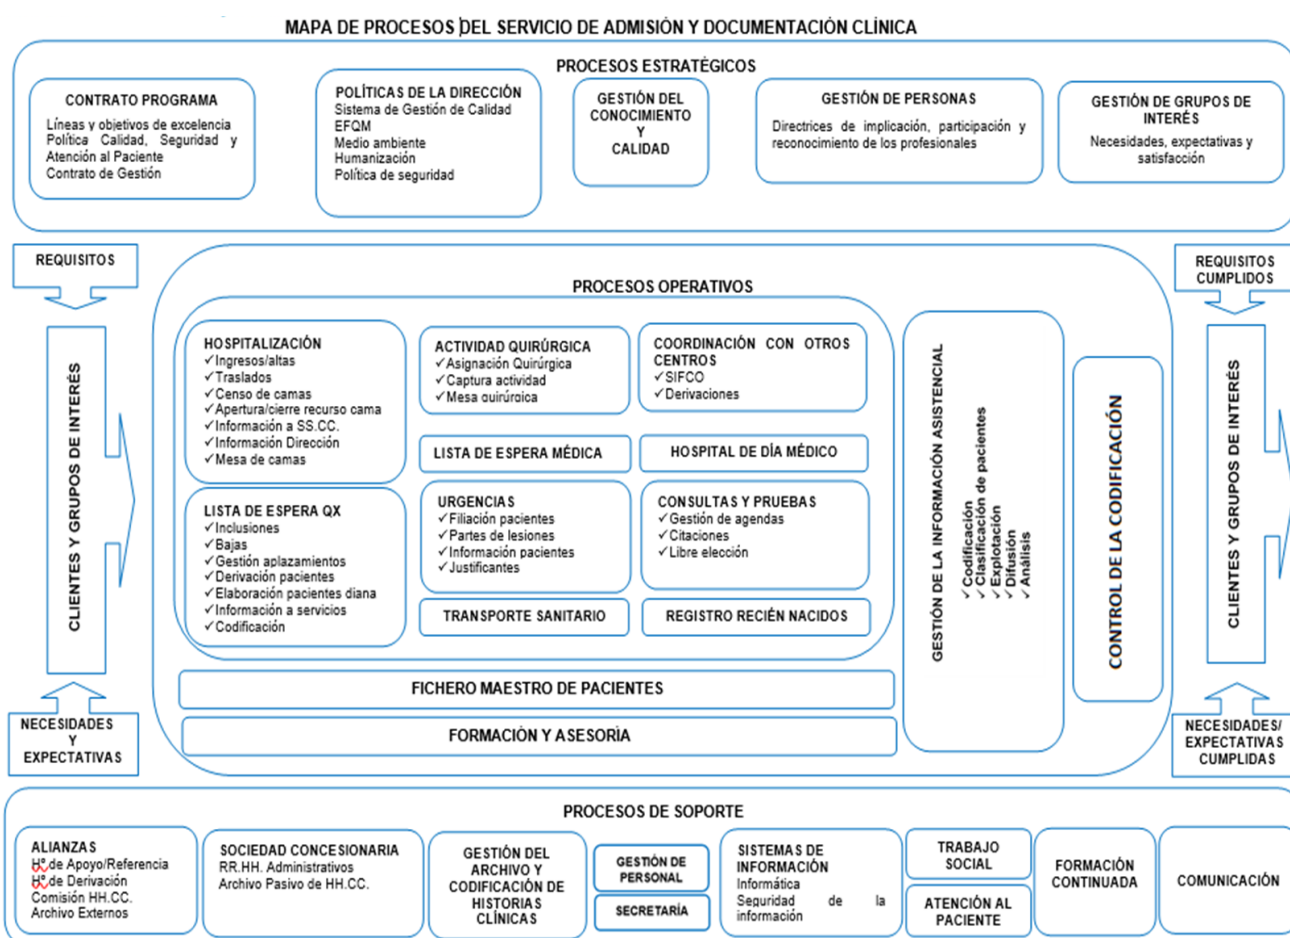 MAPA DE PROCESOS DEL SERVICIO DE ADMISIÓN Y DOCUMENTACIÓN CLÍNICA
PROCESOS ESTRATÉGICOS
CONTRATO PROGRAMA
Líneas y objetivos de excelencia
Política Calidad, Seguridad y
Atención al Paciente
Contrato de Gestión
POLÍTICAS DE LA DIRECCIÓN
Sistema de Gestión de Calidad
EFQM
Medio ambiente
Humanización
Política de seguridad
GESTIÓN DEL
CONOCIMIENTO
Y
CALIDAD
GESTIÓN DE PERSONAS
Directrices de implicación, participación y
reconocimiento de los profesionales
GESTIÓN DE GRUPOS DE
INTERÉS
Necesidades, expectativas y
satisfacción
REQUISITOS
CLIENTES Y GRUPOS DE INTERÉS
NECESIDADES
Y
EXPECTATIVAS
PROCESOS OPERATIVOS
HOSPITALIZACIÓN
✓Ingresos/altas
✓Traslados
✓Censo de camas
✓Apertura/cierre recurso cama
✓Información a SS.CC.
✓Información Dirección
✓Mesa de camas
ACTIVIDAD QUIRÚRGICA
✓Asignación Quirúrgica
✓Captura actividad
✓Mesa quirúrgica
COORDINACIÓN CON OTROS
CENTROS
✓SIFCO
✓Derivaciones
LISTA DE ESPERA MÉDICA
HOSPITAL DE DÍA MÉDICO
LISTA DE ESPERA QX
✓Inclusiones
✓Bajas
✓Gestión aplazamientos
✓Derivación pacientes
✓Elaboración pacientes diana
✓Información a servicios
✓Codificación
URGENCIAS
✓Filiación pacientes
✓Partes de lesiones
✓Información pacientes
✓Justificantes
CONSULTAS Y PRUEBAS
✓Gestión de agendas
✓Citaciones
✓Libre elección
TRANSPORTE SANITARIO
REGISTRO RECIÉN NACIDOS
FICHERO MAESTRO DE PACIENTES
FORMACIÓN Y ASESORÍA
GESTIÓN DE LA INFORMACIÓN ASISTENCIAL
✓Codificación
✓Clasificación de pacientes
✓Explotación
✓Difusión
✓Análisis
CONTROL DE LA CODIFICACIÓN
REQUISITOS
CUMPLIDOS
CLIENTES Y GRUPOS DE INTERÉS
NECESIDADES/
EXPECTATIVAS
CUMPLIDAS
PROCESOS DE SOPORTE
ALIANZAS
Hº de Apoyo/Referencia
Hº de Derivación
Comisión HH.CC.
Archivo Externos
SOCIEDAD CONCESIONARIA
RR.HH. Administrativos
Archivo Pasivo de HH.CC.
GESTIÓN DEL
ARCHIVO Y
CODIFICACIÓN DE
HISTORIAS
CLÍNICAS
GESTIÓN DE
PERSONAL
SECRETARÍA
SISTEMAS DE
INFORMACIÓN
Informática
Seguridad de la
información
TRABAJO
SOCIAL
ATENCIÓN AL
PACIENTE
FORMACIÓN
CONTINUADA
COMUNICACIÓN